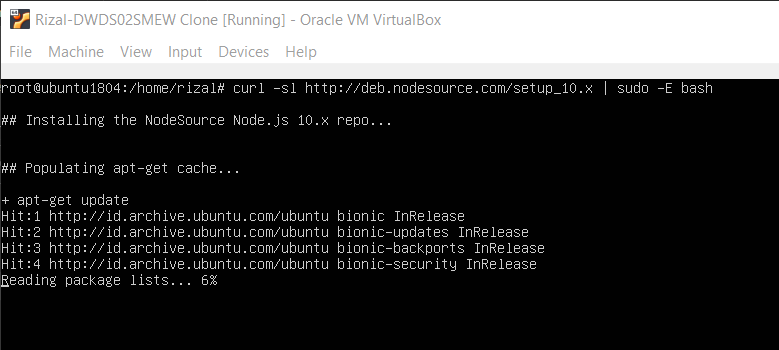 Rizal-DWDS02SMEW Clone [Running] - Oracle VM VirtualBox
File Machine View Input Devices Help
root@ubuntu1804:/home/rizal# curl -sl http://deb.nodesource.com/setup_10.x | sudo -E bash
## Installing the NodeSource Node.js 10.x repo...
## Populating apt-get cache...
+ apt-get update
Hit:1 http://id.archive.ubuntu.com/ubuntu bionic InRelease
Hit:2 http://id.archive.ubuntu.com/ubuntu bionic-updates InRelease
Hit:3 http://id.archive.ubuntu.com/ubuntu bionic-backports InRelease
Hit:4 http://id.archive.ubuntu.com/ubuntu bionic-security InRelease
Reading package lists... 6%